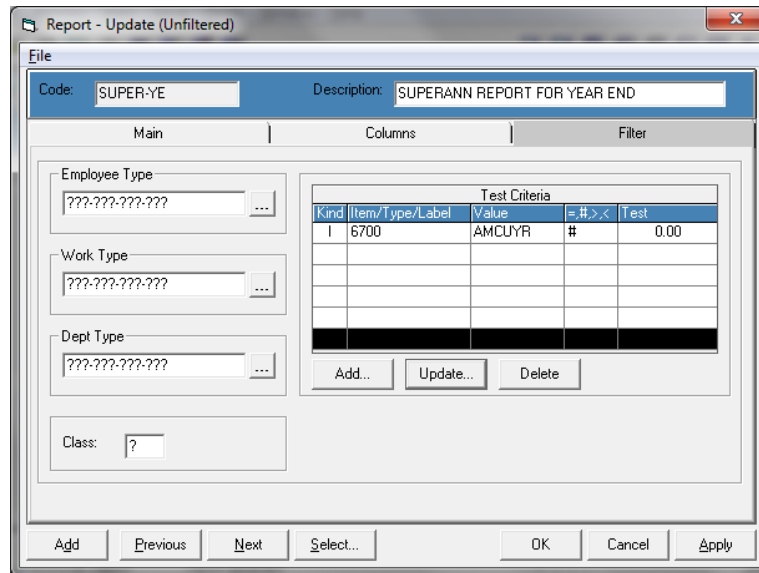 Report - Update (Unfiltered)
File
Code: SUPER-YE Description: SUPERANN REPORT FOR YEAR END
Main Columns Filter
Employee Type
???-???-???-???
...
Work Type
???-???-???-???
...
Dept Type
???-???-???-???
...
Class: ?
Test Criteria
Kind Item/Type/Label Value =,#,>,< Test
I 6700 AMCUYR # 0.00
Add... Update... Delete
Add Previous Next Select... OK Cancel Apply